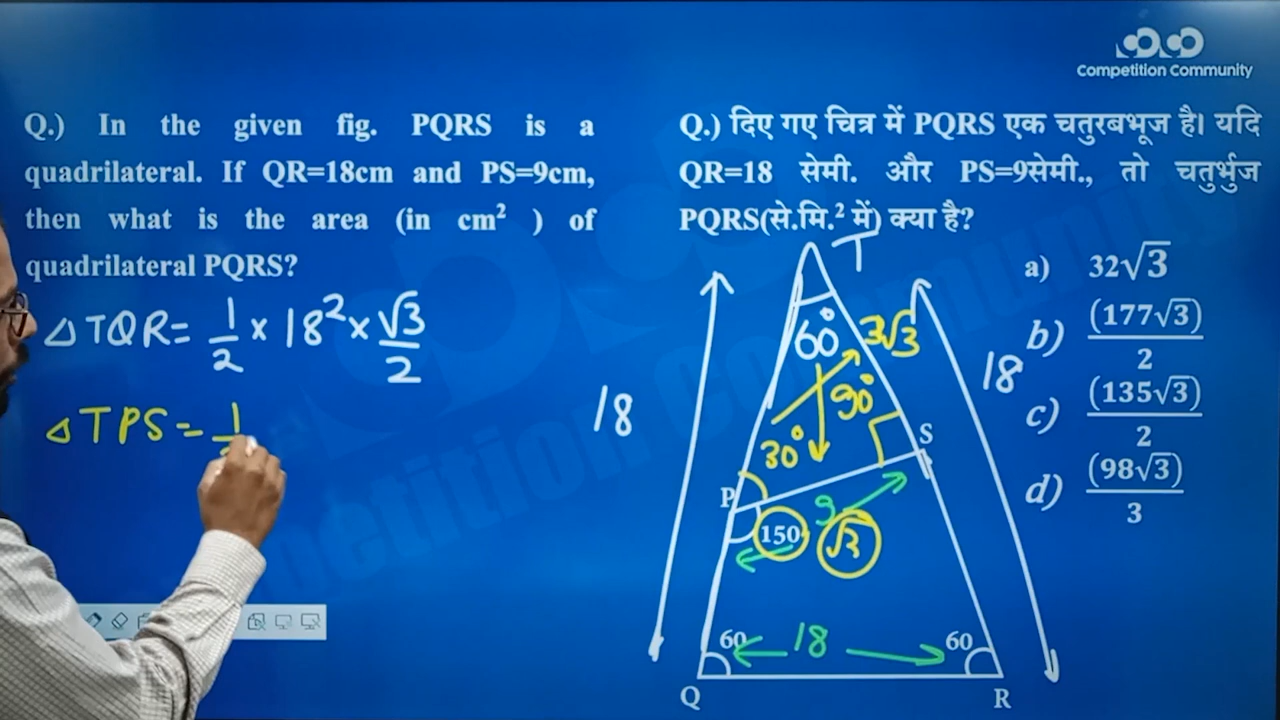 Competition Community
Q.) In the given fig. PQRS is a
quadrilateral. If QR=18cm and PS=9cm,
then what is the area (in cm² ) of
quadrilateral PQRS?
△TQR = 1/2 × 18² × √3/2
△TPS = 1
Q.) दिए गए चित्र में PQRS एक चतुरबभूज है। यदि
QR=18 सेमी. और PS=9सेमी., तो चतुर्भुज
PQRS(से.मि.² में) क्या है?
a) 32√3
b) (177√3)/2
c) (135√3)/2
d) (98√3)/3
T
60°
3√3
90°
30°
18
18
S
P
9
150
√3
60
18
60
Q
R